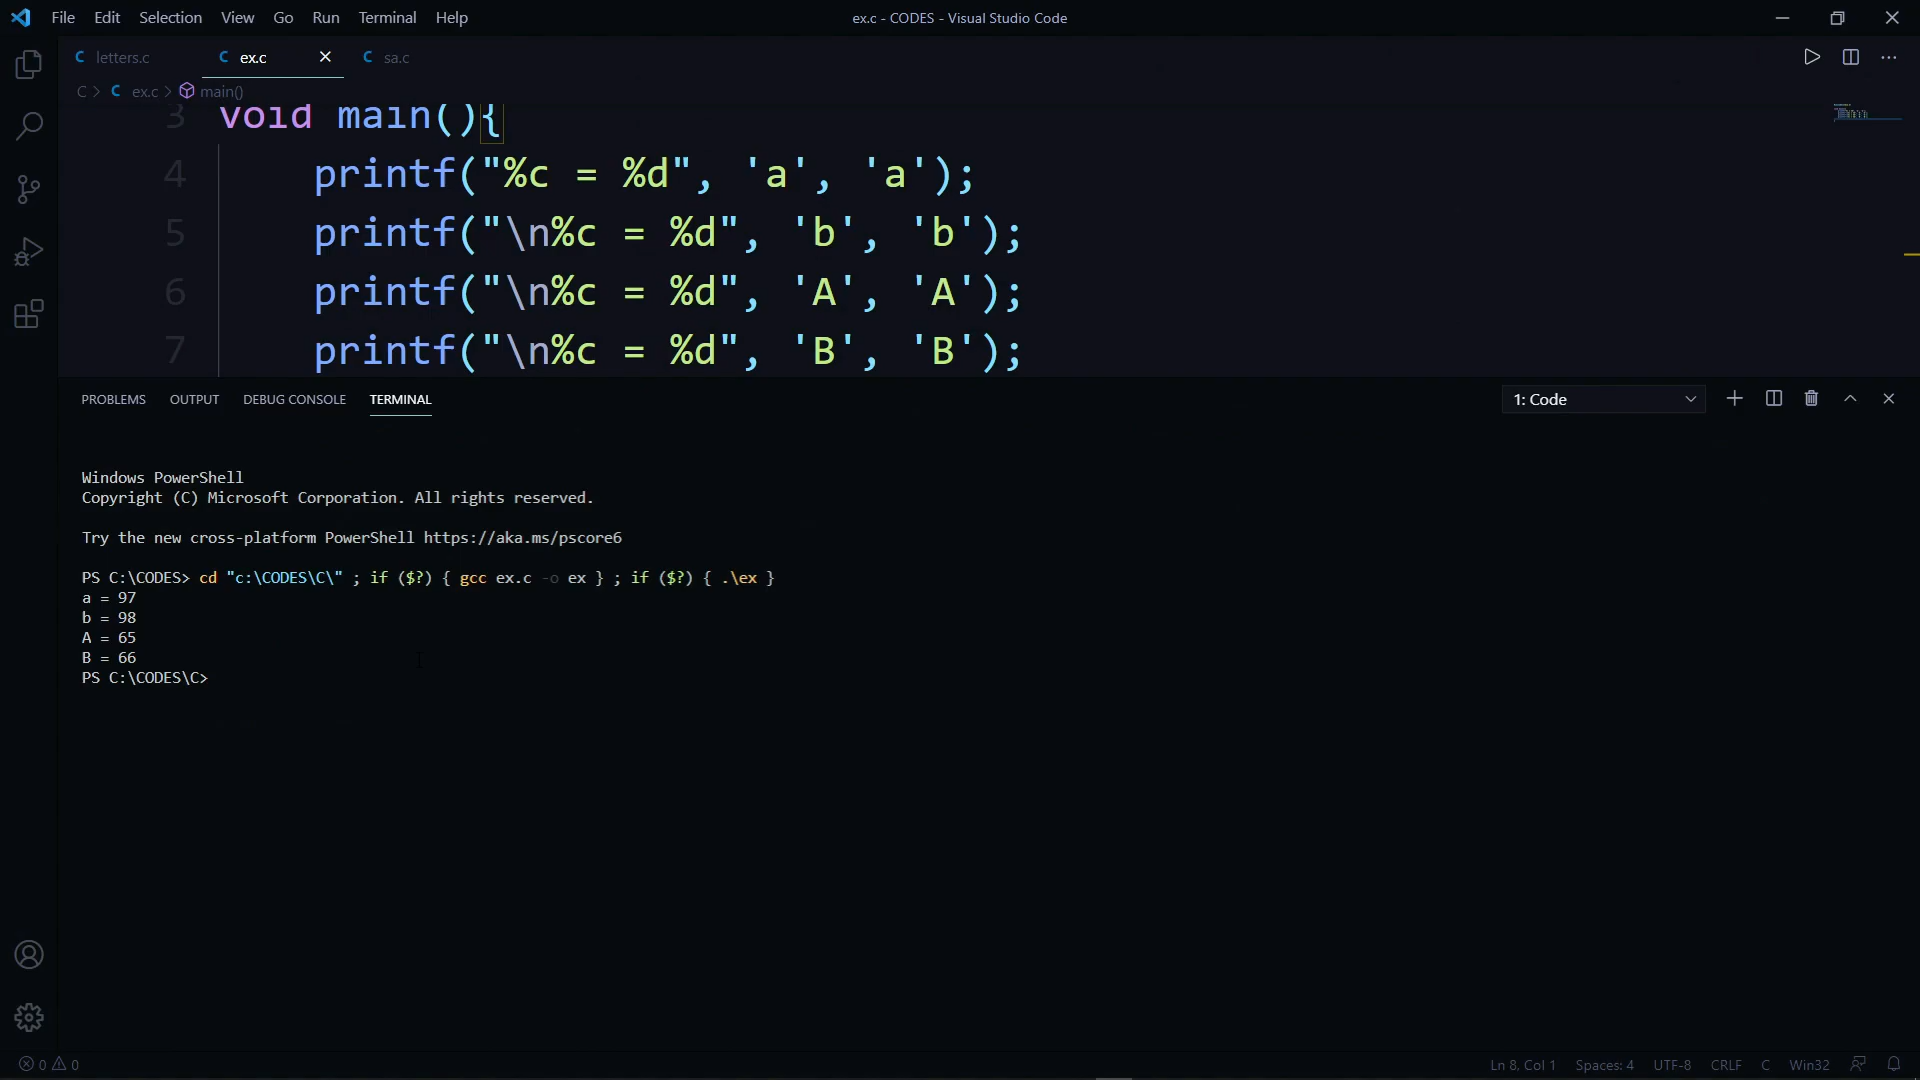 File Edit Selection View Go Run Terminal Help ex.c - CODES - Visual Studio Code
C letters.c C ex.c C sa.c
C > C ex.c > main()
3 void main(){
4 printf("%c = %d", 'a', 'a');
5 printf("\n%c = %d", 'b', 'b');
6 printf("\n%c = %d", 'A', 'A');
7 printf("\n%c = %d", 'B', 'B');
PROBLEMS OUTPUT DEBUG CONSOLE TERMINAL 1: Code
Windows PowerShell
Copyright (C) Microsoft Corporation. All rights reserved.
Try the new cross-platform PowerShell https://aka.ms/pscore6
PS C:\CODES> cd "c:\CODES\C\" ; if ($?) { gcc ex.c -o ex } ; if ($?) { .\ex }
a = 97
b = 98
A = 65
B = 66
PS C:\CODES\C>
0 0 Ln 8, Col 1 Spaces: 4 UTF-8 CRLF C Win32